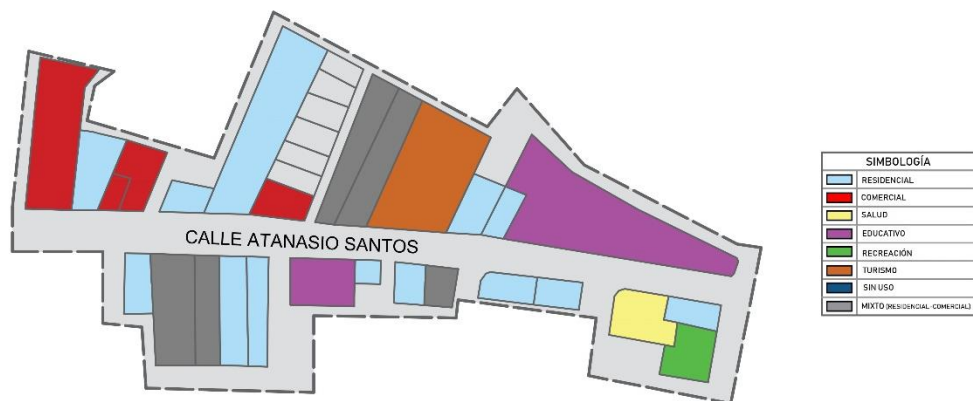 CALLE ATANASIO SANTOS
SIMBOLOGÍA
RESIDENCIAL
COMERCIAL
SALUD
EDUCATIVO
RECREACIÓN
TURISMO
SIN USO
MIXTO (RESIDENCIAL-COMERCIAL)